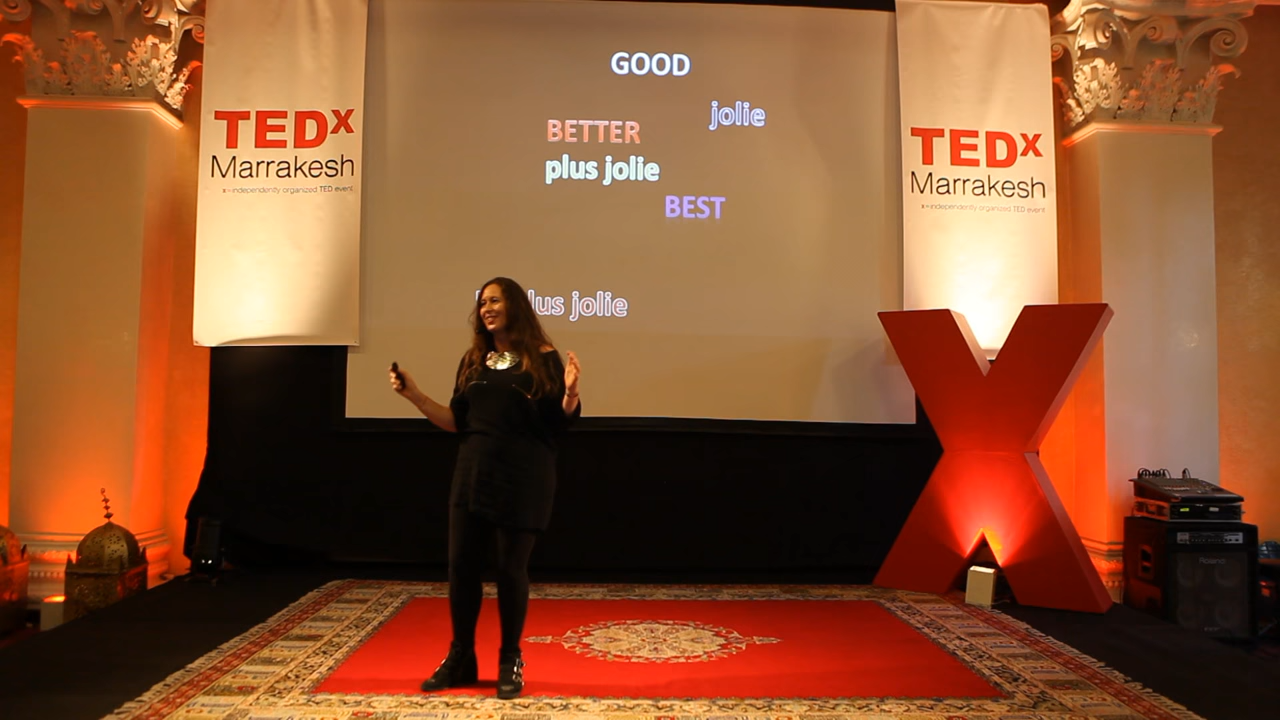 TEDx
Marrakesh
x = independently organized TED event
GOOD
jolie
BETTER
plus jolie
BEST
plus jolie
TEDx
Marrakesh
x = independently organized TED event
Roland